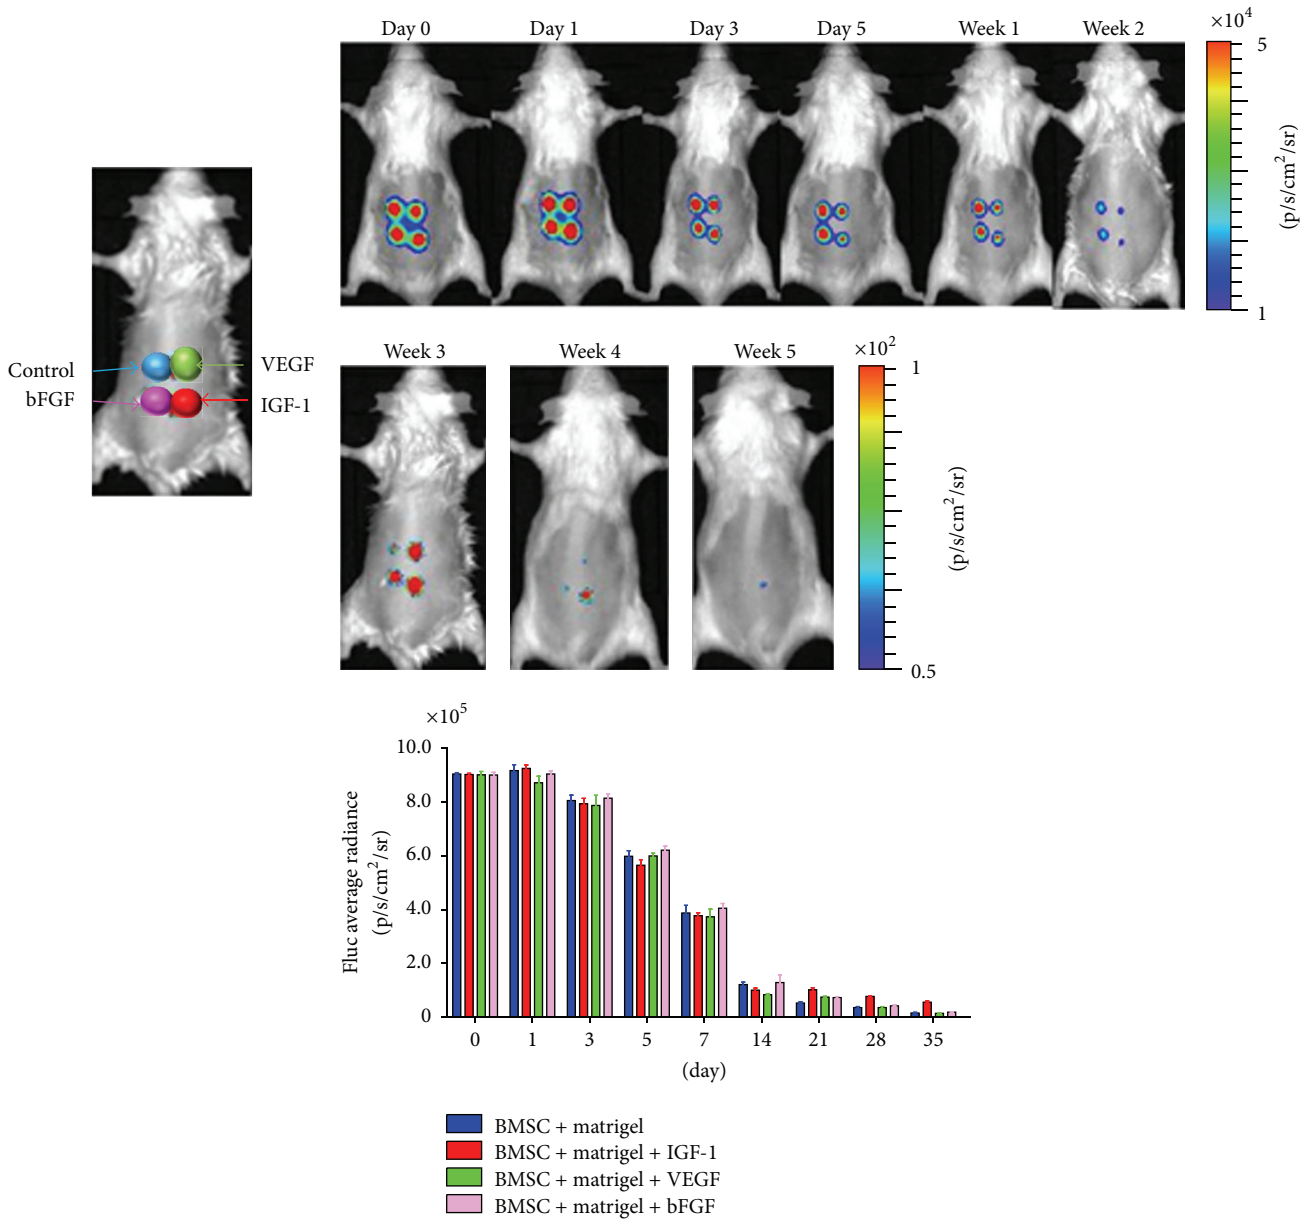 Day 0 Day 1 Day 3 Day 5 Week 1 Week 2
×10⁴
5
(p/s/cm²/sr)
1
Control
bFGF
VEGF
IGF-1
Week 3 Week 4 Week 5
×10²
1
(p/s/cm²/sr)
0.5
×10⁵
Fluc average radiance
(p/s/cm²/sr)
10.0
8.0
6.0
4.0
2.0
0
0 1 3 5 7 14 21 28 35
(day)
BMSC + matrigel
BMSC + matrigel + IGF-1
BMSC + matrigel + VEGF
BMSC + matrigel + bFGF